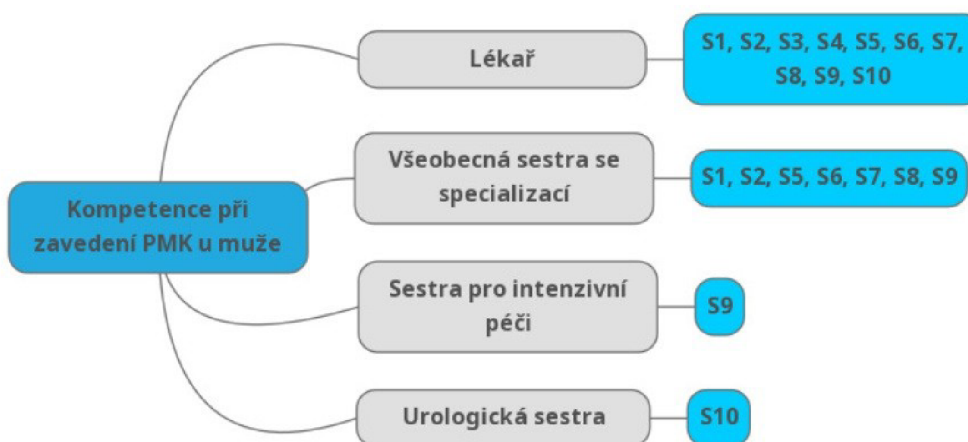 Lékař
S1, S2, S3, S4, S5, S6, S7,
S8, S9, S10
Všeobecná sestra se
specializací
S1, S2, S5, S6, S7, S8, S9
Kompetence při
zavedení PMK u muže
Sestra pro intenzivní
péči
S9
Urologická sestra
S10